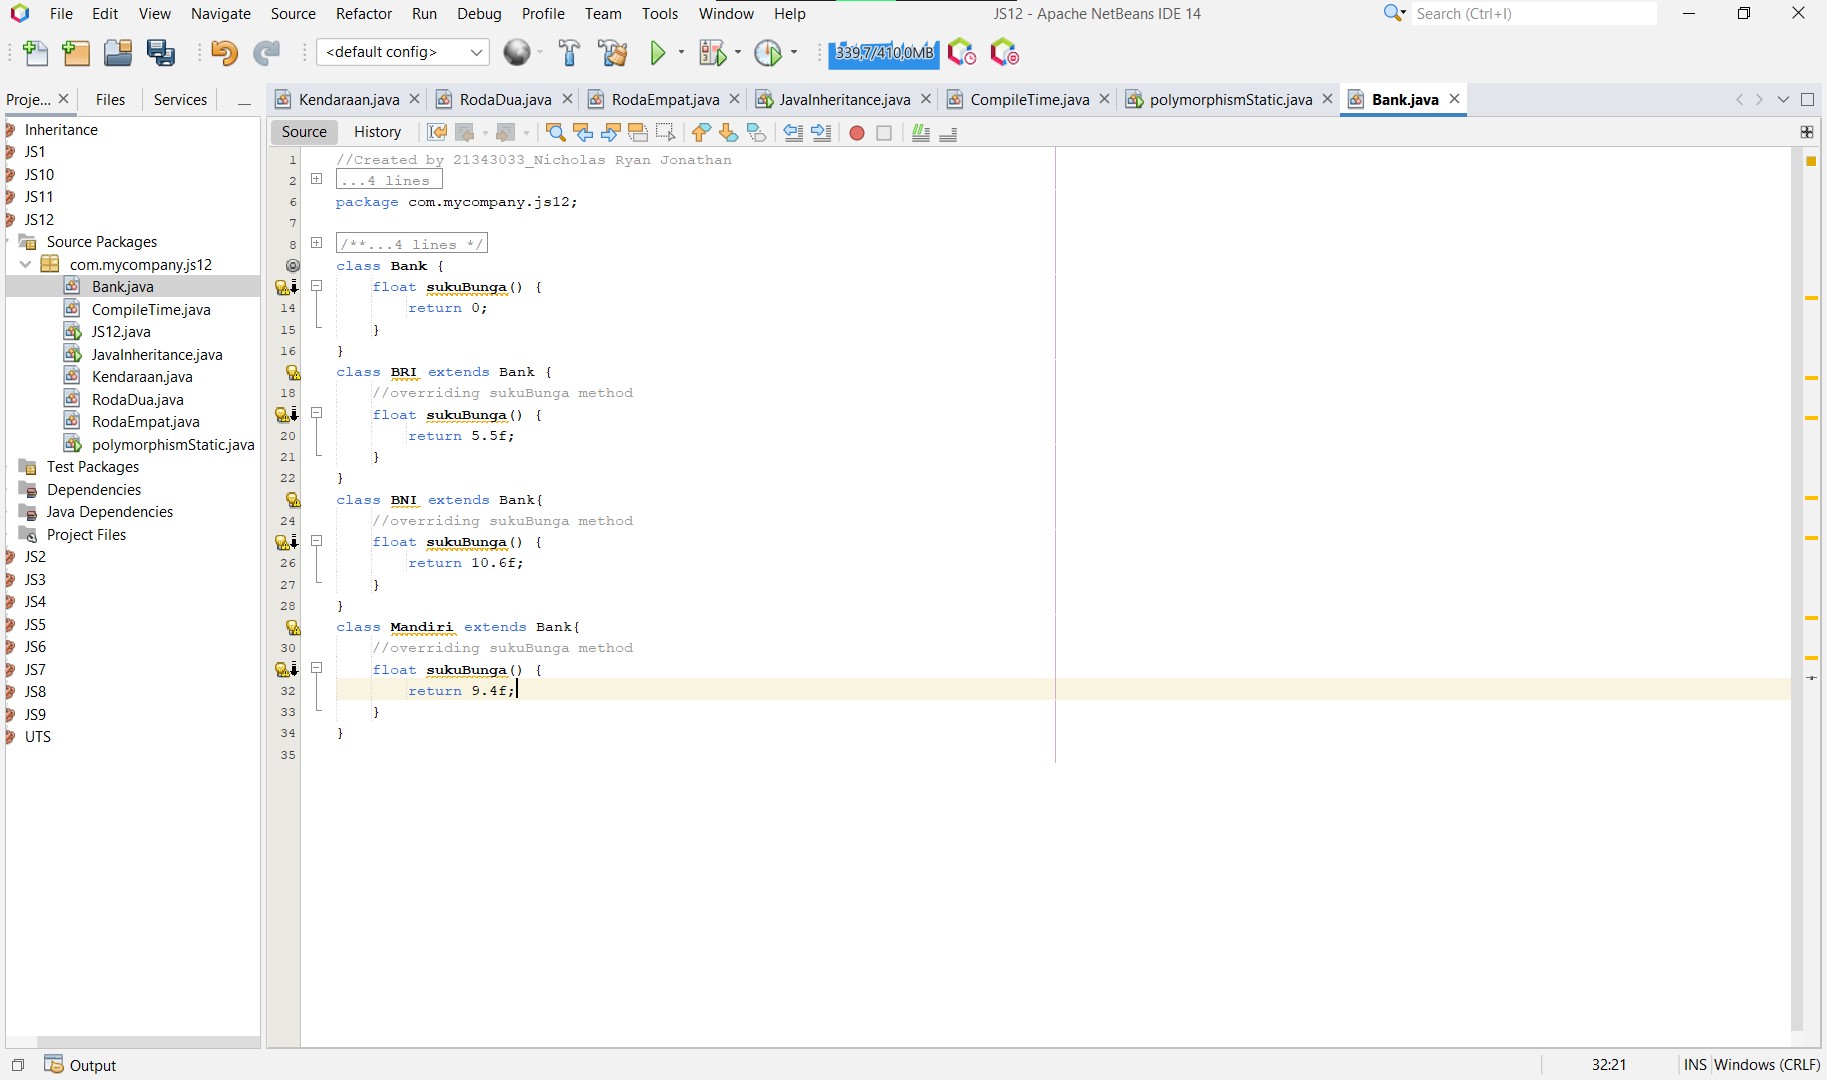 File Edit View Navigate Source Refactor Run Debug Profile Team Tools Window Help JS12 - Apache NetBeans IDE 14 Search (Ctrl+I)
<default config> 339,7/410,0MB
Proje... Files Services
Kendaraan.java RodaDua.java RodaEmpat.java JavaInheritance.java CompileTime.java polymorphismStatic.java Bank.java
Source History
Inheritance
JS1
JS10
JS11
JS12
Source Packages
com.mycompany.js12
Bank.java
CompileTime.java
JS12.java
JavaInheritance.java
Kendaraan.java
RodaDua.java
RodaEmpat.java
polymorphismStatic.java
Test Packages
Dependencies
Java Dependencies
Project Files
JS2
JS3
JS4
JS5
JS6
JS7
JS8
JS9
UTS
1 //Created by 21343033_Nicholas Ryan Jonathan
2 ...4 lines
6 package com.mycompany.js12;
7
8 /**...4 lines */
class Bank {
float sukuBunga() {
14 return 0;
15 }
16 }
class BRI extends Bank {
18 //overriding sukuBunga method
float sukuBunga() {
20 return 5.5f;
21 }
22 }
class BNI extends Bank{
24 //overriding sukuBunga method
float sukuBunga() {
26 return 10.6f;
27 }
28 }
class Mandiri extends Bank{
30 //overriding sukuBunga method
float sukuBunga() {
32 return 9.4f;
33 }
34 }
35
Output 32:21 INS Windows (CRLF)